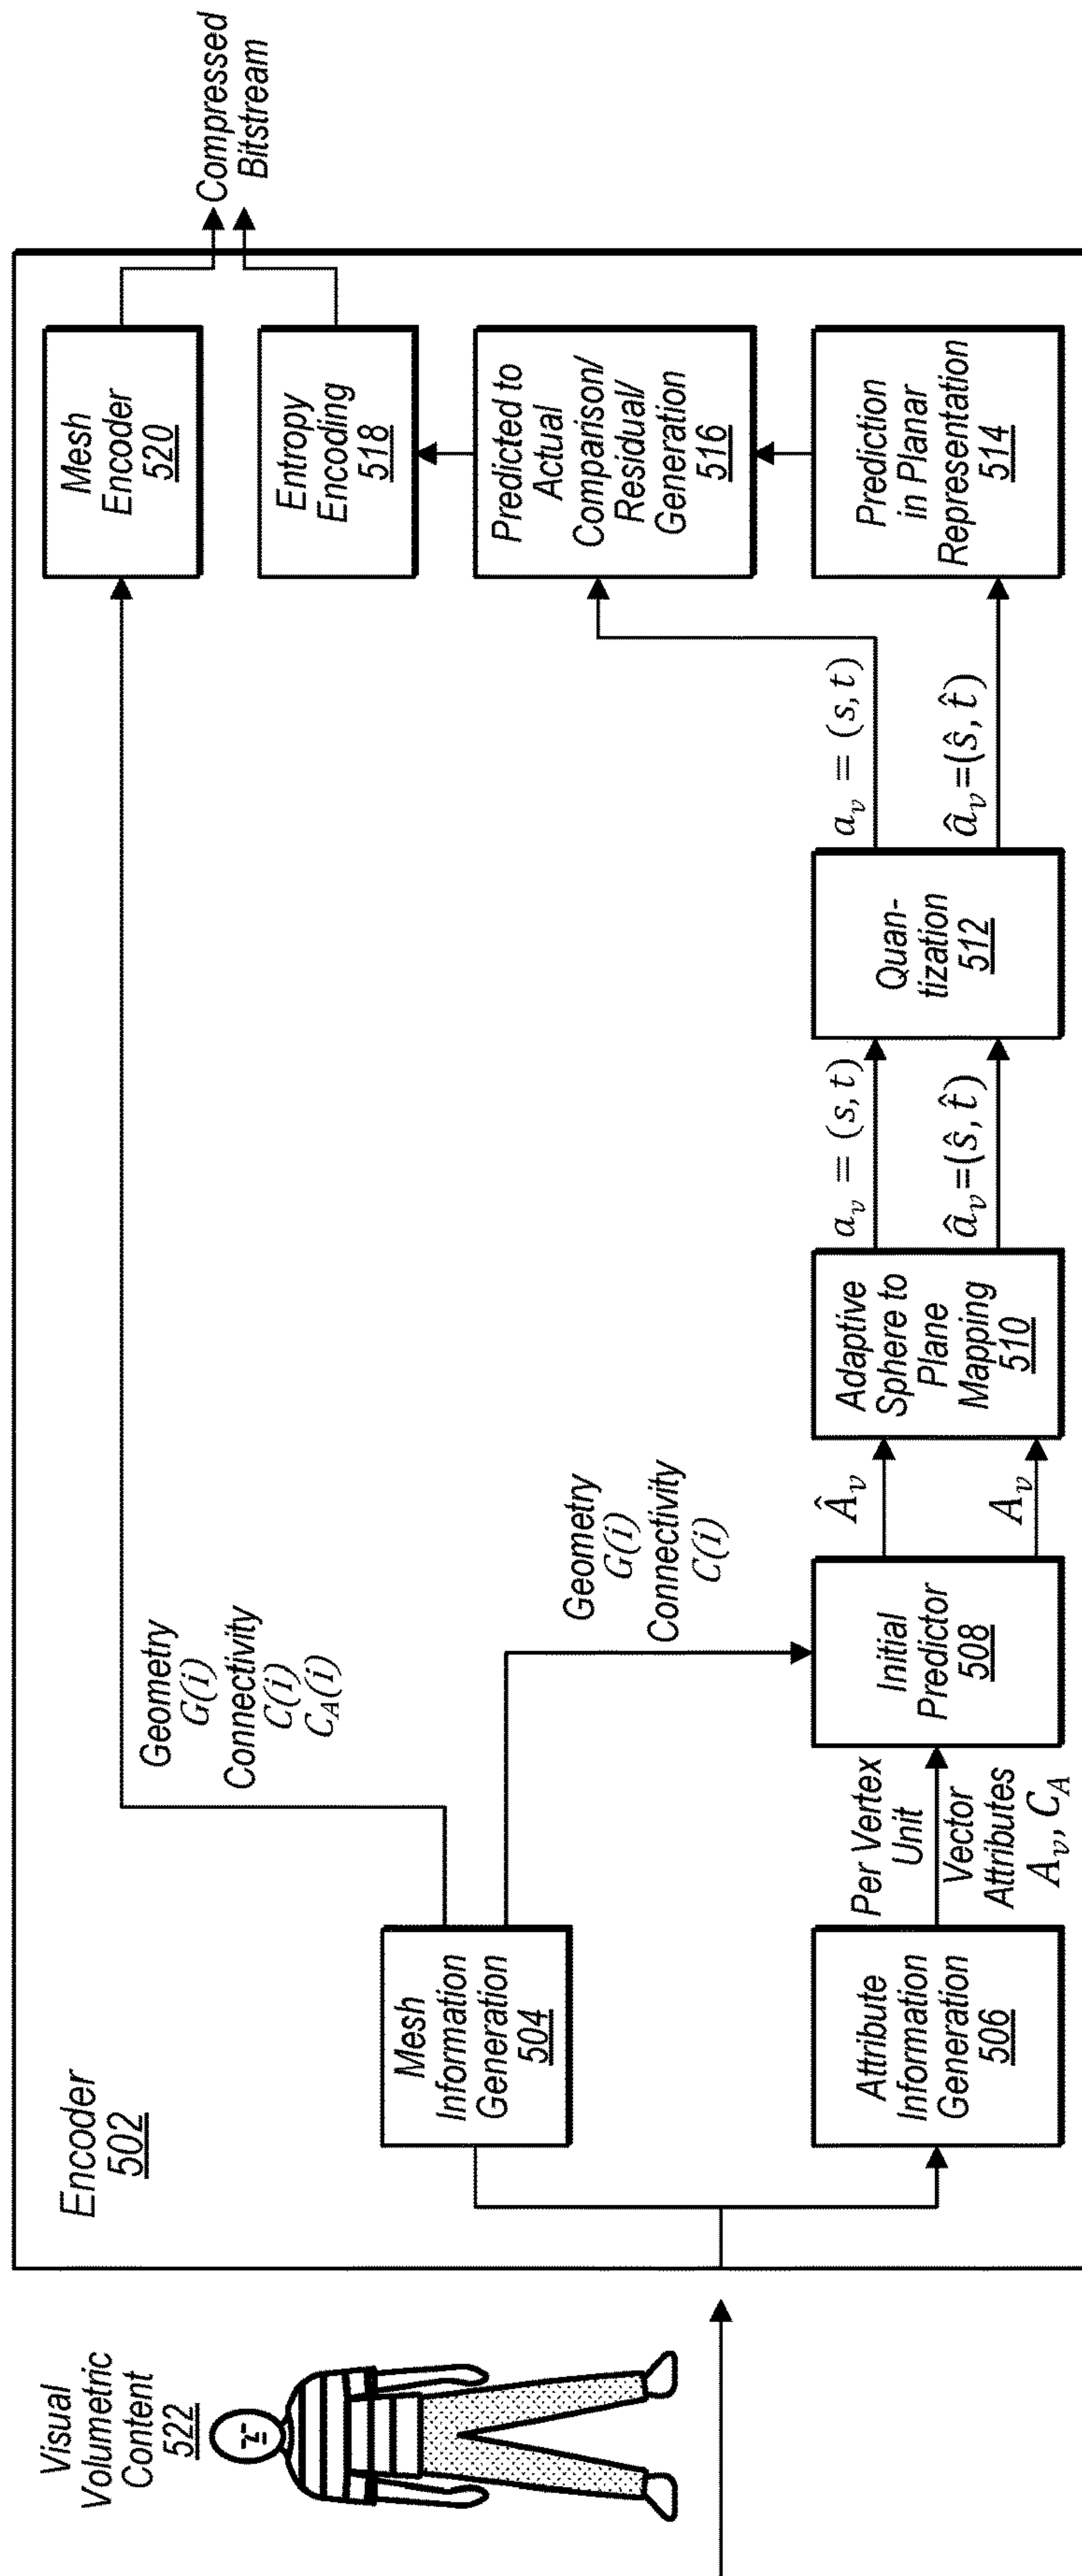 Visual
Volumetric
Content
522
Encoder
502
Mesh
Information
Generation
504
Attribute
Information
Generation
506
Geometry
G(i)
Connectivity
C(i)
C_A(i)
Per Vertex
Unit
Vector
Attributes
A_v, C_A
Geometry
G(i)
Connectivity
C(i)
Initial
Predictor
508
Â_v
A_v
Adaptive
Sphere to
Plane
Mapping
510
a_v = (s, t)
â_v=(ŝ, t̂)
Quan-
tization
512
a_v = (s, t)
â_v=(ŝ, t̂)
Mesh
Encoder
520
Entropy
Encoding
518
Predicted to
Actual
Comparison/
Residual/
Generation
516
Prediction
in Planar
Representation
514
Compressed
Bitstream